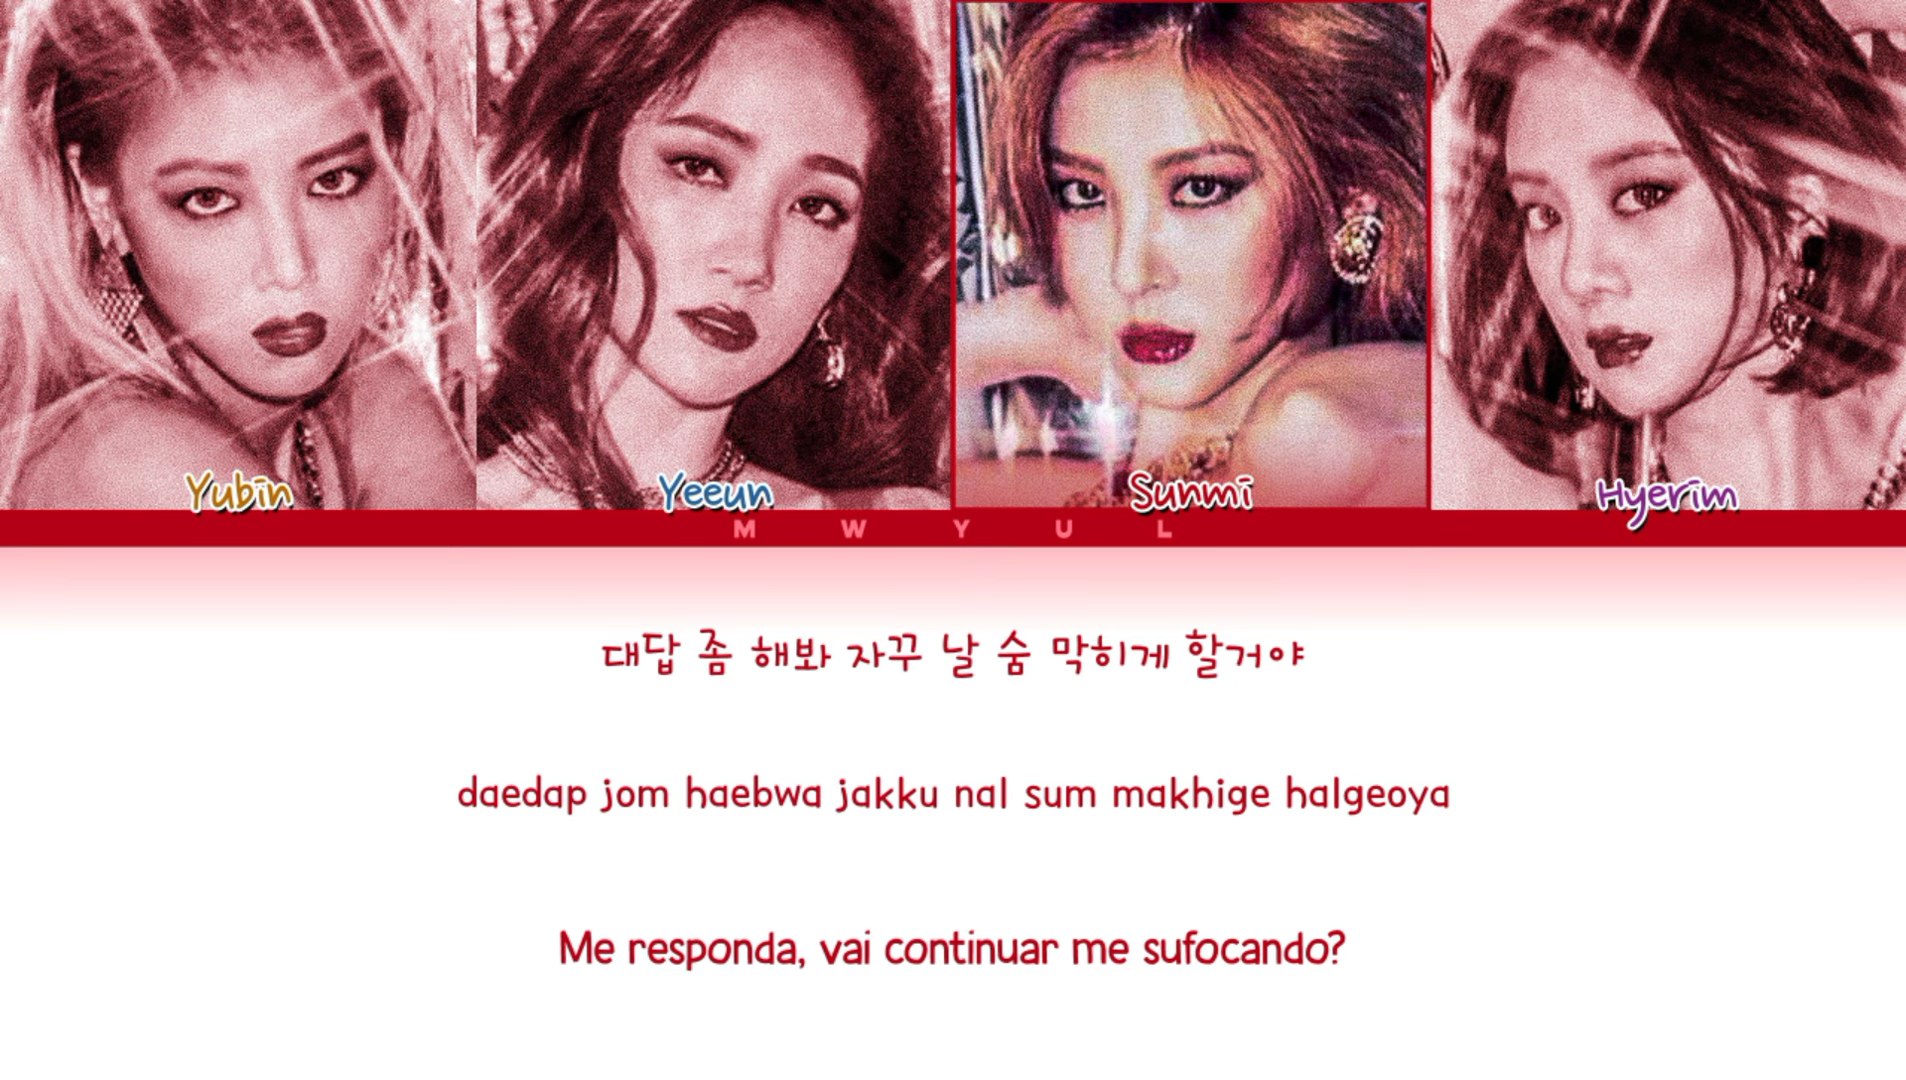 Yubin
Yeeun
Sunmi
Hyerim
M W Y U L
대답 좀 해봐 자꾸 날 숨 막히게 할거야
daedap jom haebwa jakku nal sum makhige halgeoya
Me responda, vai continuar me sufocando?